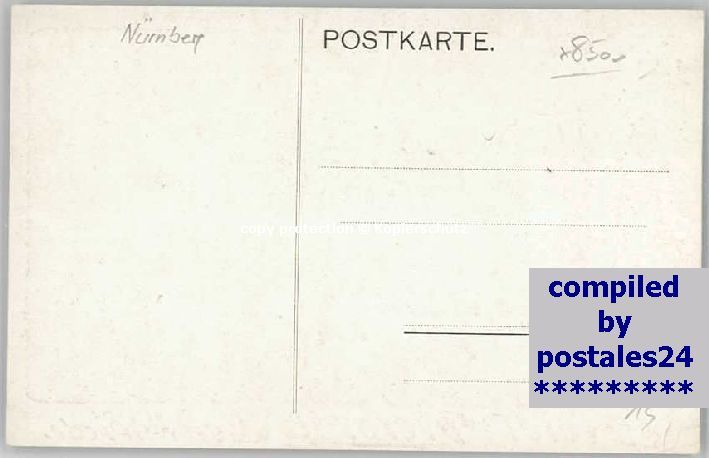 Nürnberg
POSTKARTE.
copy protection © Kopierschutz
compiled
by
postales24
*********